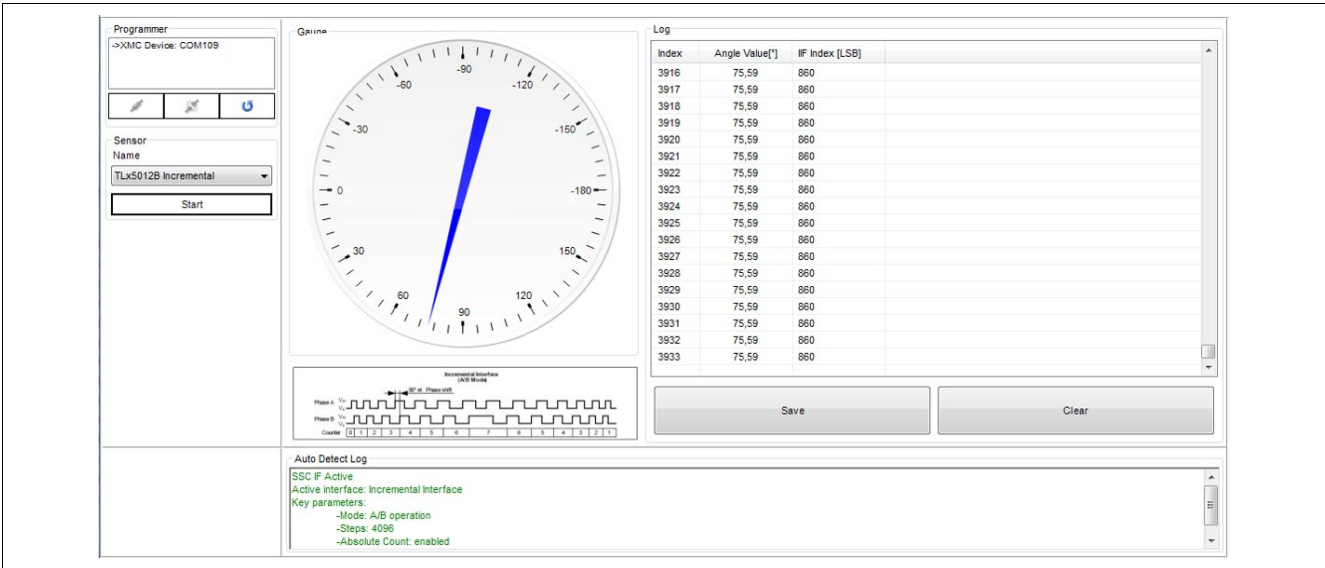 Programmer
->XMC Device: COM109
Sensor
Name
TLx5012B Incremental
Start
Gauge
-90
-60
-120
-30
-150
0
-180
30
150
60
120
90
Incremental Interface
(A/B Mode)
90° el. Phase shift
Phase A VH
VL
Phase B VH
VL
Counter 0 1 2 3 4 5 6 7 6 5 4 3 2 1
Log
Index Angle Value[°] IIF Index [LSB]
3916 75,59 860
3917 75,59 860
3918 75,59 860
3919 75,59 860
3920 75,59 860
3921 75,59 860
3922 75,59 860
3923 75,59 860
3924 75,59 860
3925 75,59 860
3926 75,59 860
3927 75,59 860
3928 75,59 860
3929 75,59 860
3930 75,59 860
3931 75,59 860
3932 75,59 860
3933 75,59 860
Save Clear
Auto Detect Log
SSC IF Active
Active interface: Incremental Interface
Key parameters:
-Mode: A/B operation
-Steps: 4096
-Absolute Count: enabled